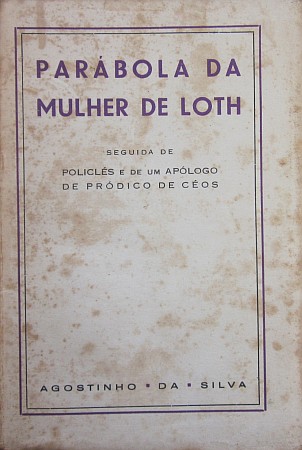 PARÁBOLA DA
MULHER DE LOTH
SEGUIDA DE
POLICLÉS E DE UM APÓLOGO
DE PRÓDICO DE CÉOS
AGOSTINHO • DA • SILVA